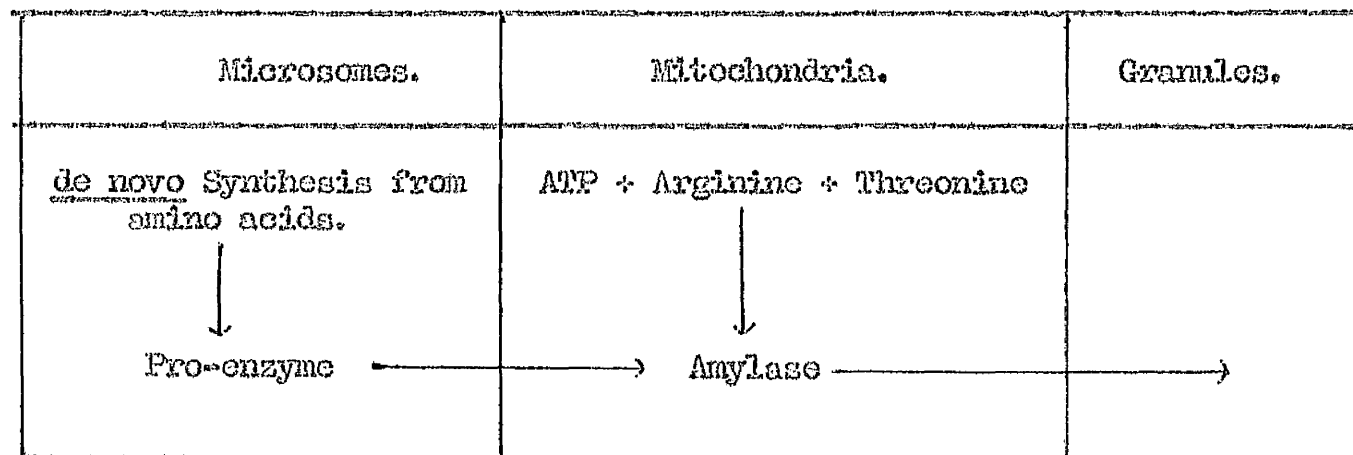 Microsomes.
Mitochondria.
Granules.
de novo Synthesis from
amino acids.
ATP + Arginine + Threonine
Pro-enzyme
Amylase